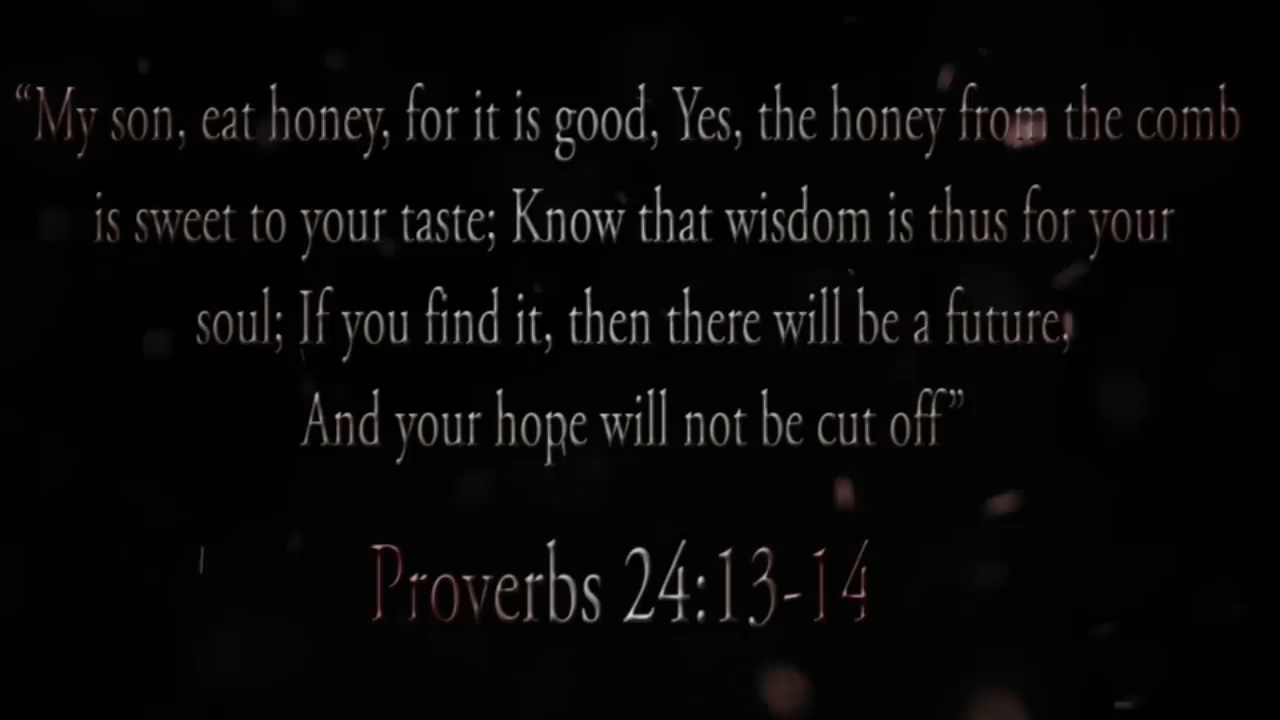 “My son, eat honey, for it is good, Yes, the honey from the comb
is sweet to your taste; Know that wisdom is thus for your
soul; If you find it, then there will be a future,
And your hope will not be cut off”
Proverbs 24:13-14